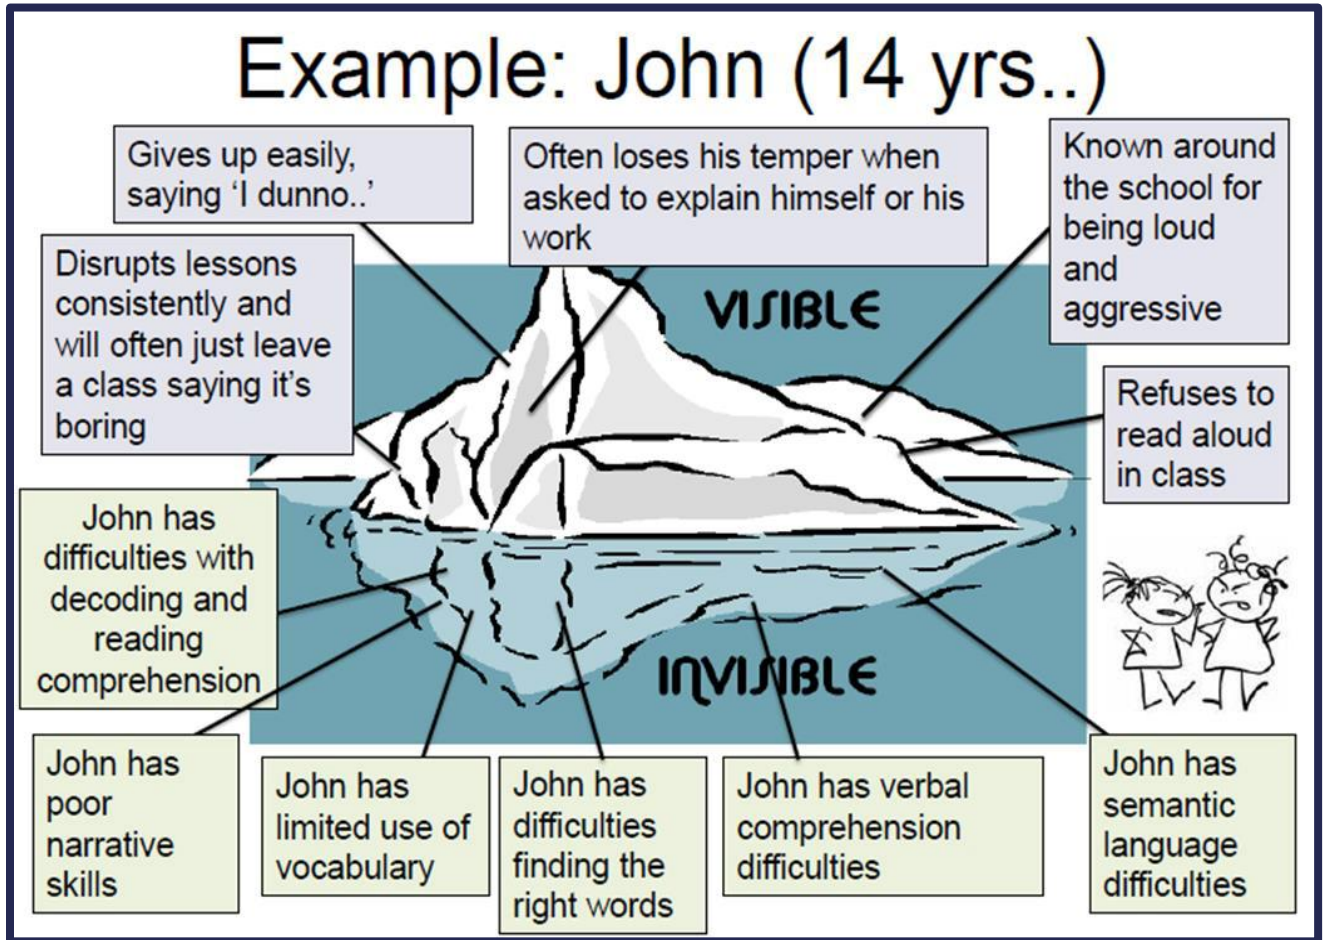 Example: John (14 yrs..)
Gives up easily,
saying ‘I dunno..’
Often loses his temper when
asked to explain himself or his
work
Known around
the school for
being loud
and
aggressive
Disrupts lessons
consistently and
will often just leave
a class saying it’s
boring
VISIBLE
Refuses to
read aloud
in class
John has
difficulties with
decoding and
reading
comprehension
INVISIBLE
John has
poor
narrative
skills
John has
limited use of
vocabulary
John has
difficulties
finding the
right words
John has verbal
comprehension
difficulties
John has
semantic
language
difficulties